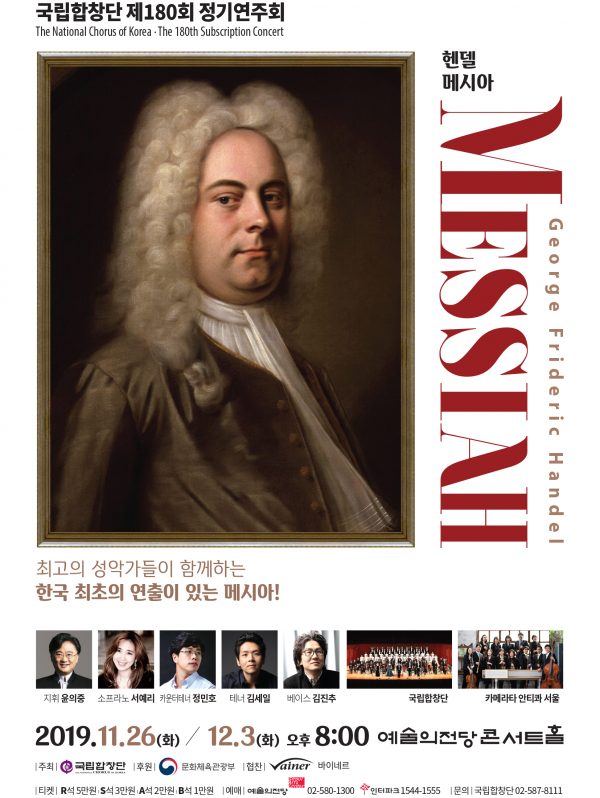 국립합창단 제180회 정기연주회
The National Chorus of Korea · The 180th Subscription Concert
헨델
메시아
MESSIAH
George Frideric Handel
최고의 성악가들이 함께하는
한국 최초의 연출이 있는 메시아!
지휘 윤의중 소프라노 서예리 카운터테너 정민호 테너 김세일 베이스 김진추 국립합창단 카메라타 안티콰 서울
2019.11.26(화) / 12.3(화) 오후 8:00 예술의전당 콘서트홀
주최 국립합창단 후원 문화체육관광부 협찬 Vainer 바이네르
티켓 R석 5만원 S석 3만원 A석 2만원 B석 1만원 예매 예술의전당 02-580-1300 인터파크 1544-1555 문의 국립합창단 02-587-8111